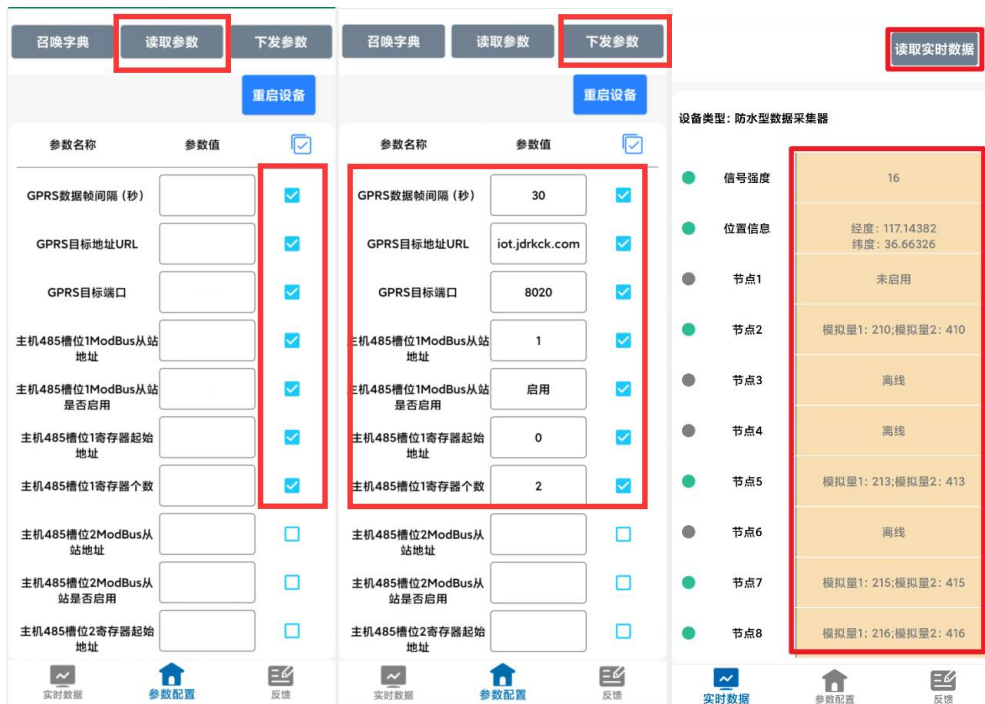 召唤字典
读取参数
下发参数
重启设备
参数名称
参数值
GPRS数据帧间隔（秒）
GPRS目标地址URL
GPRS目标端口
主机485槽位1ModBus从站
地址
主机485槽位1ModBus从站
是否启用
主机485槽位1寄存器起始
地址
主机485槽位1寄存器个数
主机485槽位2ModBus从
站地址
主机485槽位2ModBus从
站是否启用
主机485槽位2寄存器起始
地址
实时数据
参数配置
反馈
召唤字典
读取参数
下发参数
重启设备
参数名称
参数值
GPRS数据帧间隔（秒）
30
GPRS目标地址URL
iot.jdrkck.com
GPRS目标端口
8020
主机485槽位1ModBus从站
地址
1
主机485槽位1ModBus从站
是否启用
启用
主机485槽位1寄存器起始
地址
0
主机485槽位1寄存器个数
2
主机485槽位2ModBus从
站地址
主机485槽位2ModBus从
站是否启用
主机485槽位2寄存器起始
地址
实时数据
参数配置
反馈
读取实时数据
设备类型：防水型数据采集器
信号强度
16
位置信息
经度：117.14382
纬度：36.66326
节点1
未启用
节点2
模拟量1：210;模拟量2：410
节点3
离线
节点4
离线
节点5
模拟量1：213;模拟量2：413
节点6
离线
节点7
模拟量1：215;模拟量2：415
节点8
模拟量1：216;模拟量2：416
实时数据
参数配置
反馈